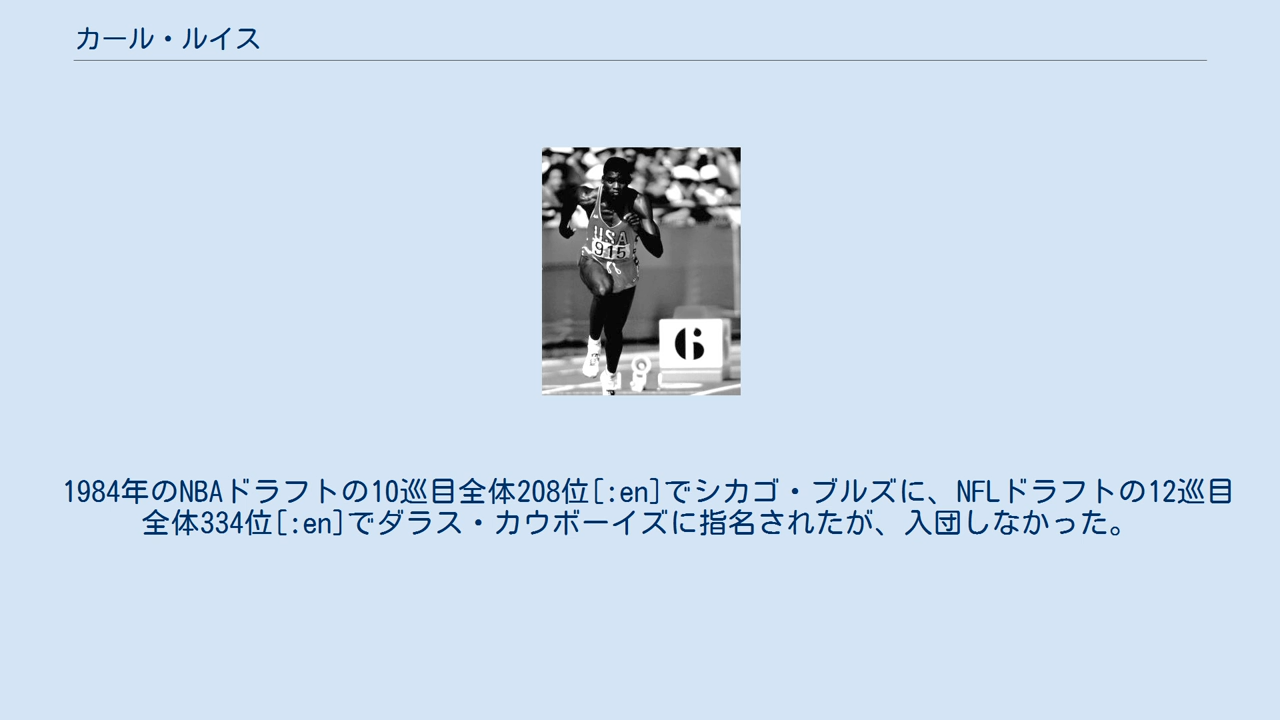 カール・ルイス
USA
915
6
1984年のNBAドラフトの10巡目全体208位[:en]でシカゴ・ブルズに、NFLドラフトの12巡目
全体334位[:en]でダラス・カウボーイズに指名されたが、入団しなかった。